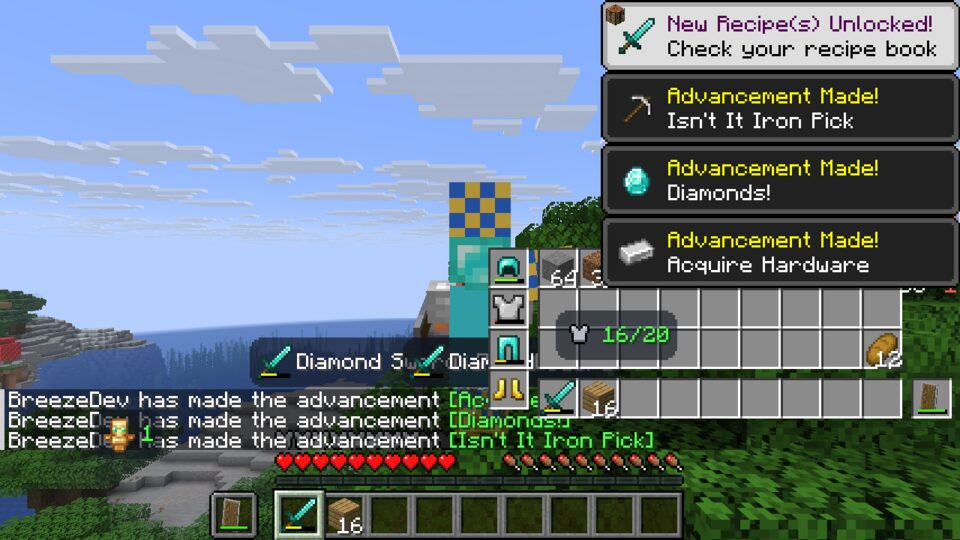 New Recipe(s) Unlocked!
Check your recipe book
Advancement Made!
Isn't It Iron Pick
Advancement Made!
Diamonds!
Advancement Made!
Acquire Hardware
64
16/20
12
Diamond
BreezeDev has made the advancement
16
BreezeDev has made the advancement [Diamonds!]
1
has made the advancement [Isn't It Iron Pick]
16